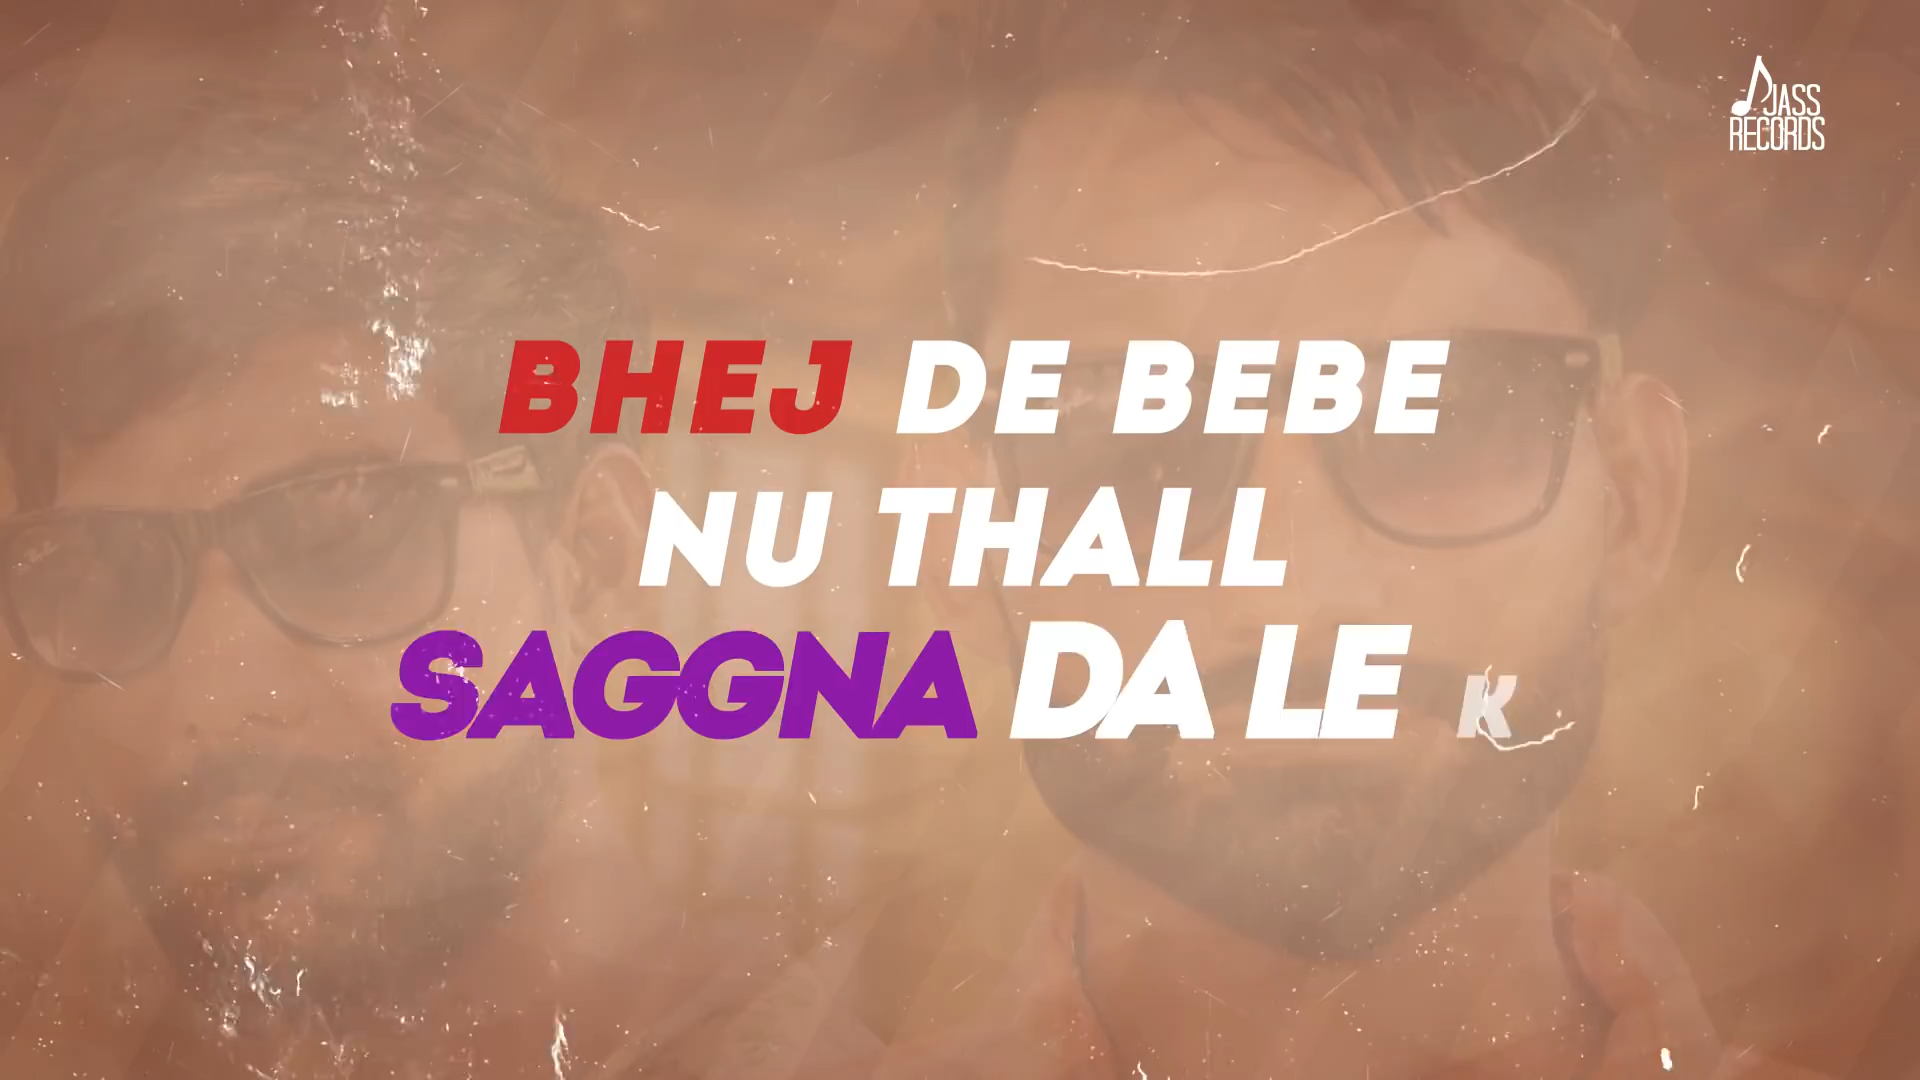 JASS
RECORDS
BHEJ DE BEBE
NU THALL
SAGGNA DA LE K